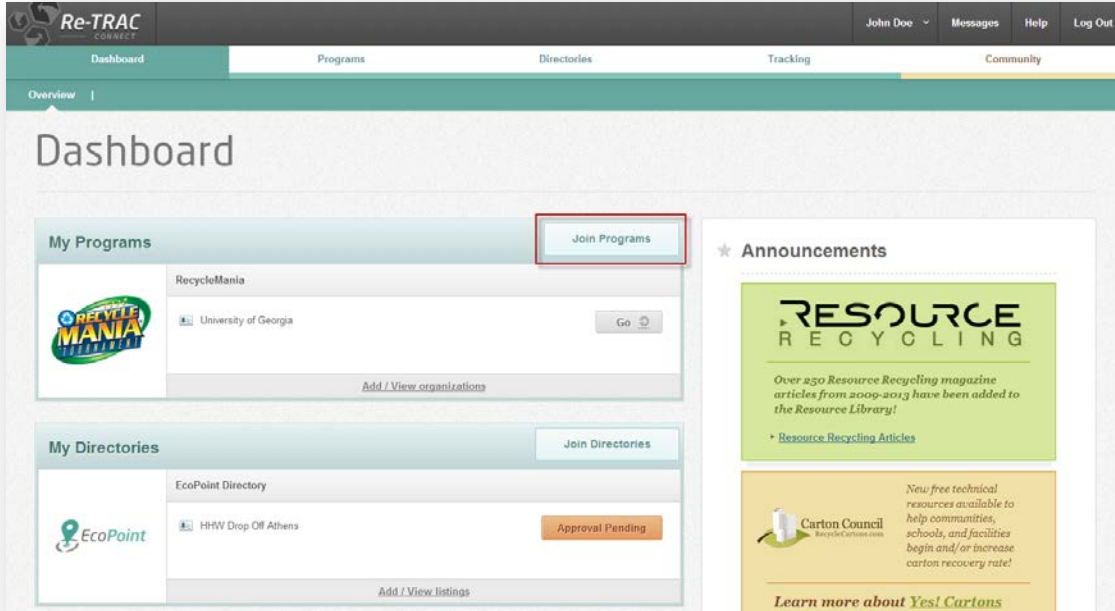 Re-TRAC
CONNECT
John Doe Messages Help Log Out
Dashboard Programs Directories Tracking Community
Overview |
Dashboard
My Programs
Join Programs
RecycleMania
RECYCLE
MANIA
TOURNAMENT
University of Georgia
Go
Add / View organizations
My Directories
Join Directories
EcoPoint Directory
EcoPoint
HHW Drop Off Athens
Approval Pending
Add / View listings
Announcements
RESOURCE
RECYCLING
Over 250 Resource Recycling magazine
articles from 2009-2013 have been added to
the Resource Library!
Resource Recycling Articles
Carton Council
RecycleCartons.com
New free technical
resources available to
help communities,
schools, and facilities
begin and/or increase
carton recovery rate!
Learn more about Yes! Cartons